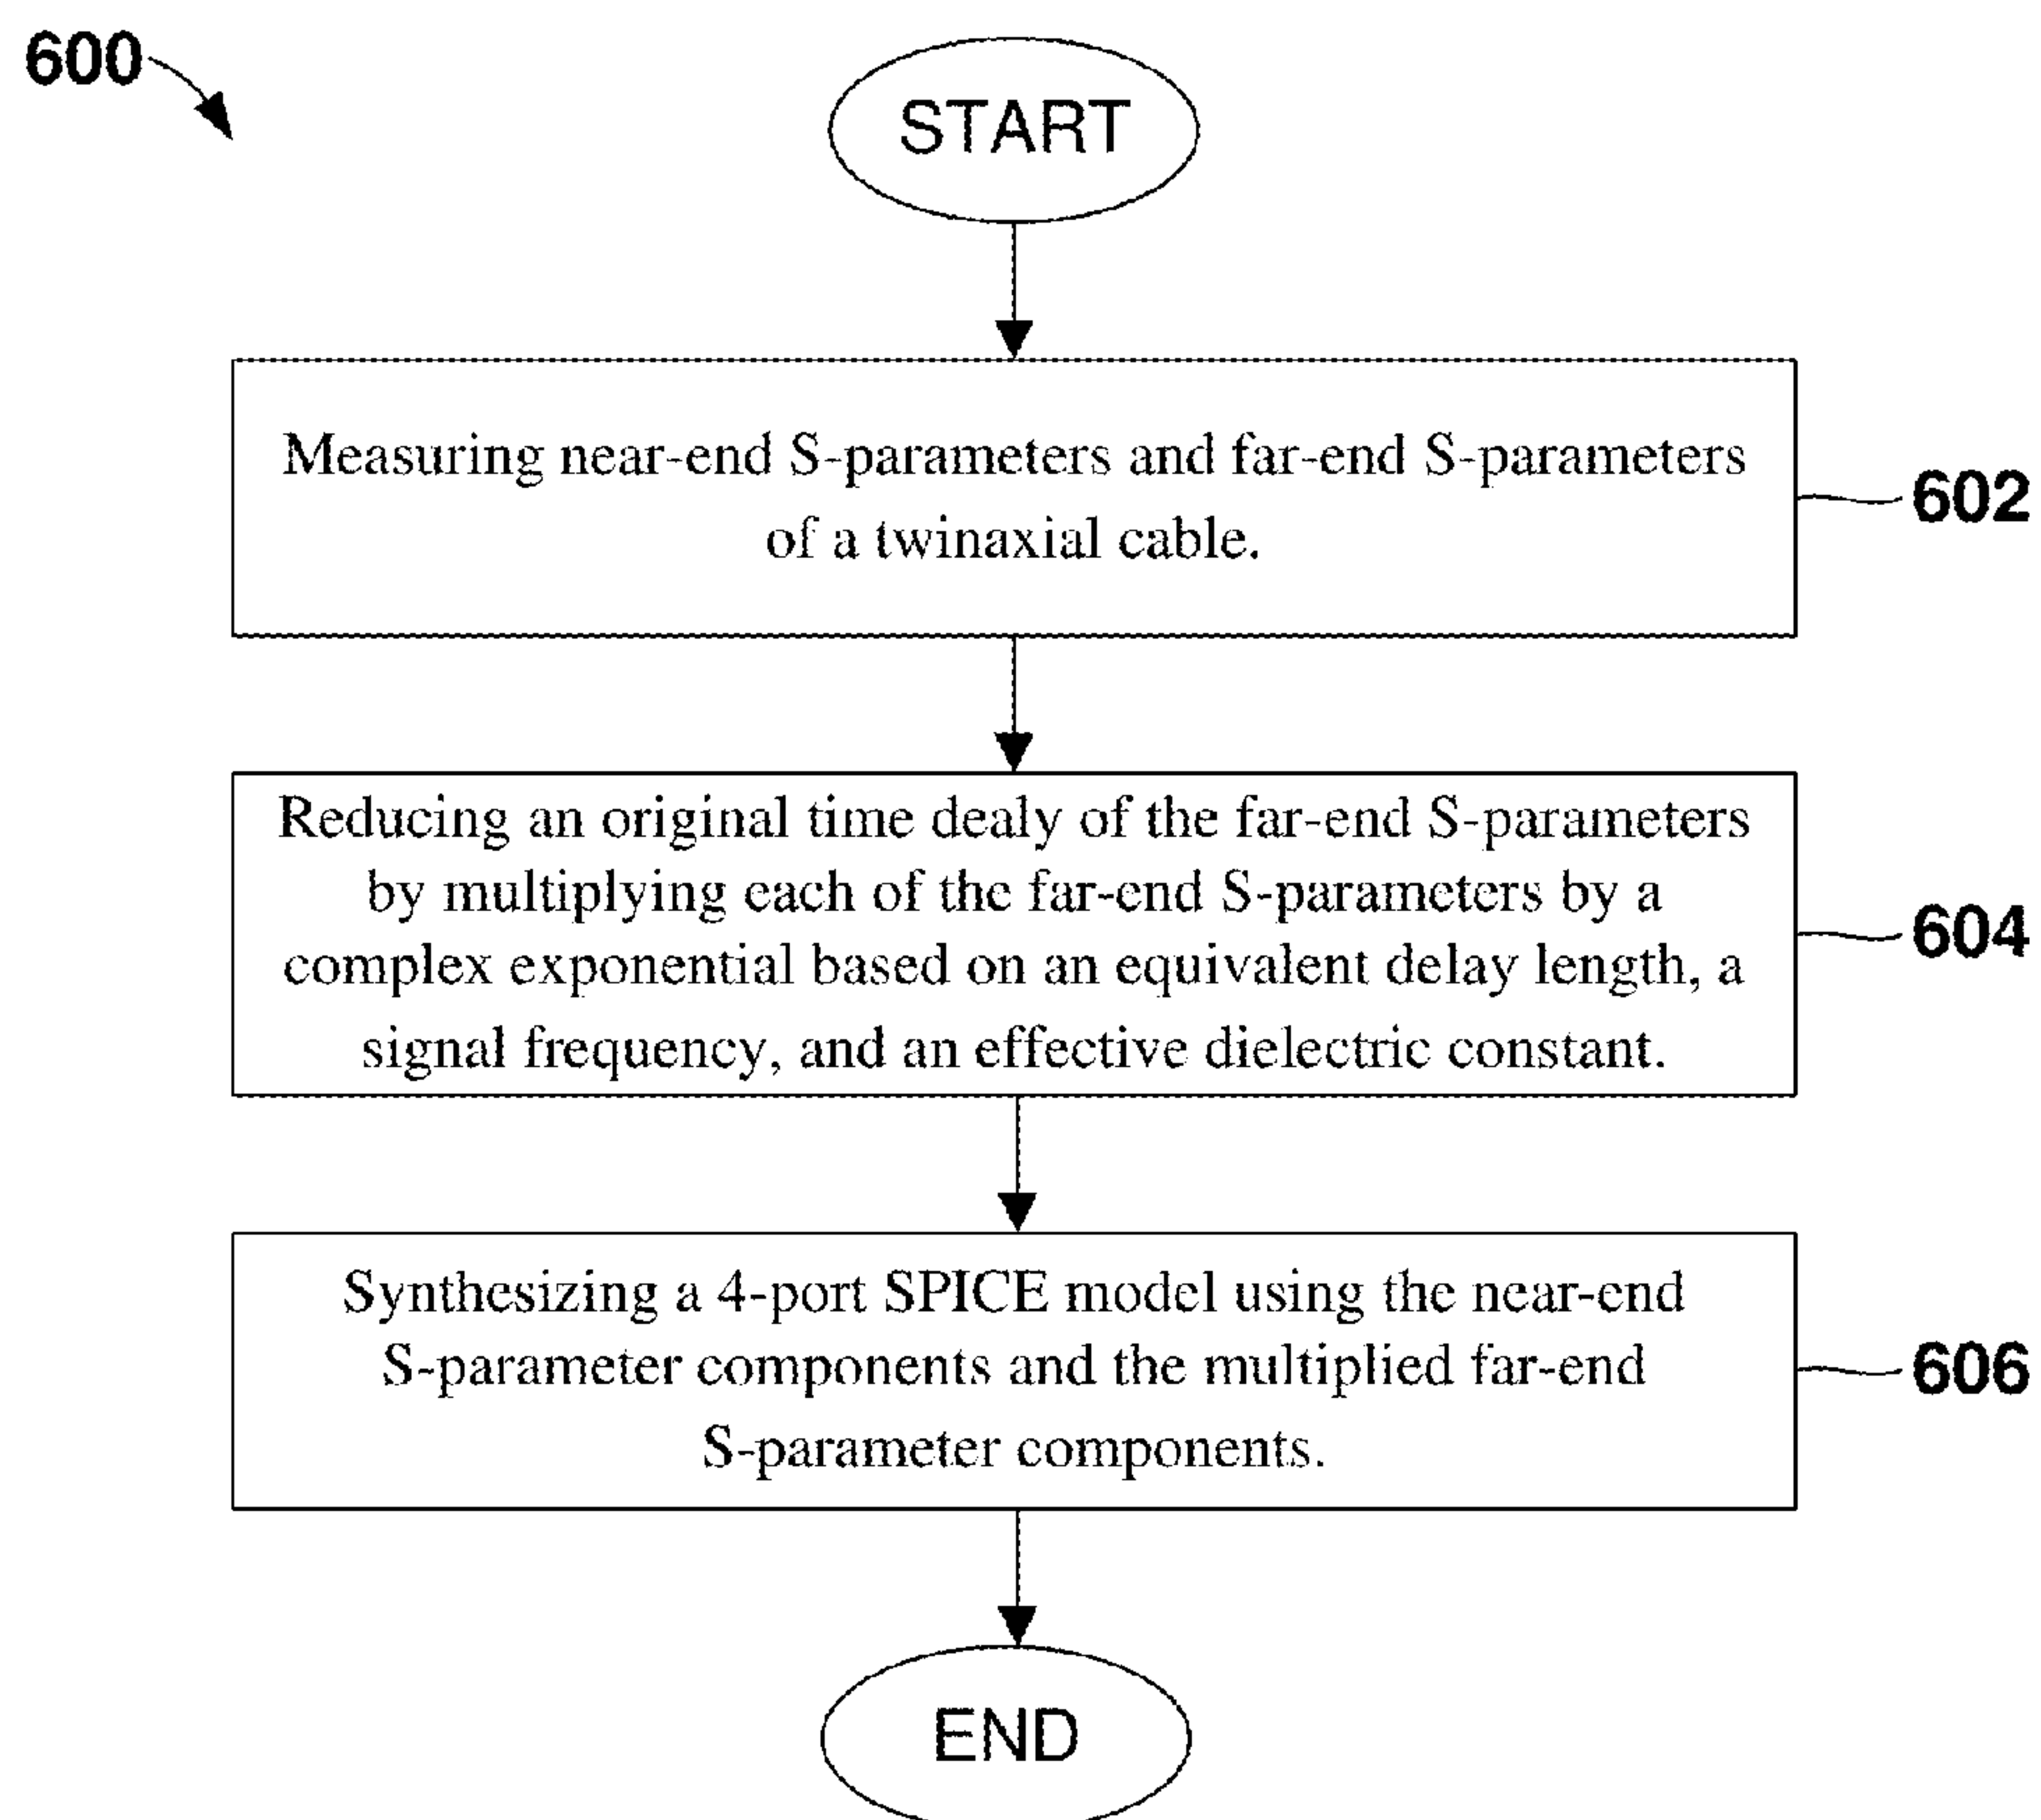 600
START
Measuring near-end S-parameters and far-end S-parameters
of a twinaxial cable.
602
Reducing an original time dealy of the far-end S-parameters
by multiplying each of the far-end S-parameters by a
complex exponential based on an equivalent delay length, a
signal frequency, and an effective dielectric constant.
604
Synthesizing a 4-port SPICE model using the near-end
S-parameter components and the multiplied far-end
S-parameter components.
606
END